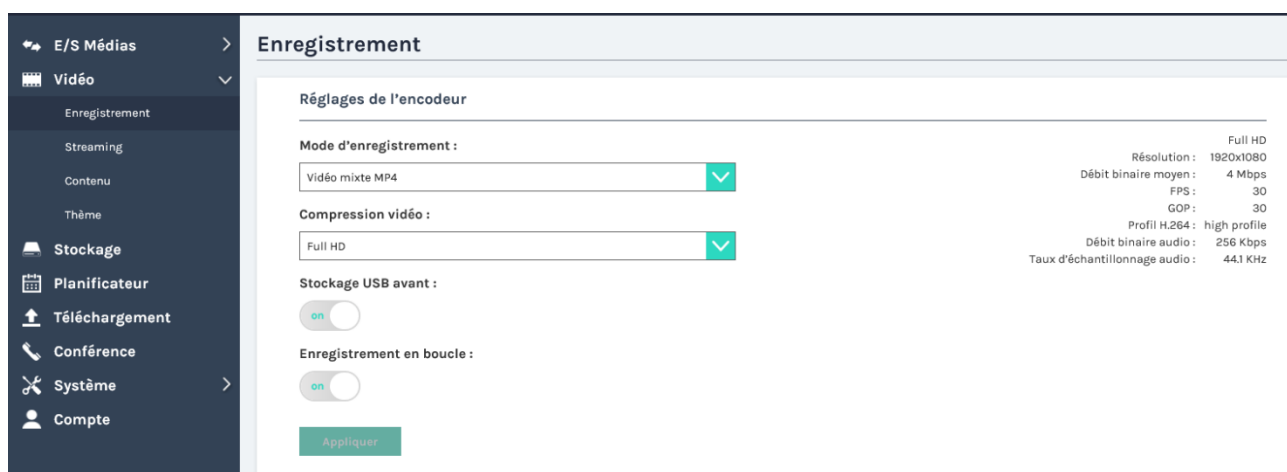 E/S Médias
Vidéo
Enregistrement
Streaming
Contenu
Thème
Stockage
Planificateur
Téléchargement
Conférence
Système
Compte
Enregistrement
Réglages de l'encodeur
Mode d'enregistrement :
Vidéo mixte MP4
Compression vidéo :
Full HD
Stockage USB avant :
on
Enregistrement en boucle :
on
Appliquer
Full HD
Résolution : 1920x1080
Débit binaire moyen : 4 Mbps
FPS : 30
GOP : 30
Profil H.264 : high profile
Débit binaire audio : 256 Kbps
Taux d'échantillonnage audio : 44.1 KHz